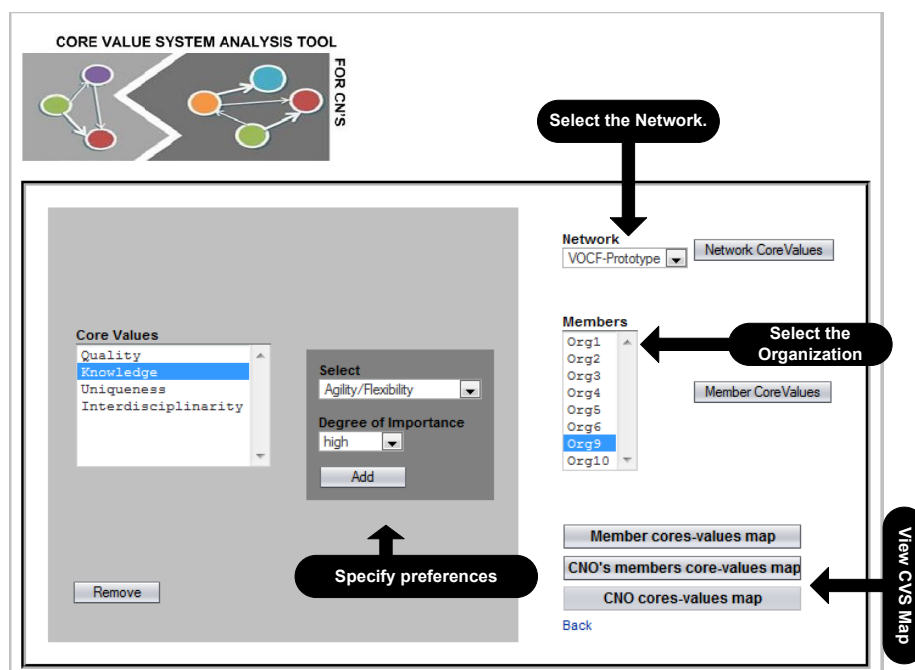 CORE VALUE SYSTEM ANALYSIS TOOL
FOR CN'S
Select the Network.
Network
VOCF-Prototype
Network CoreValues
Core Values
Quality
Knowledge
Uniqueness
Interdisciplinarity
Select
Agility/Flexibility
Degree of Importance
high
Add
Specify preferences
Remove
Members
Org1
Org2
Org3
Org4
Org5
Org6
Org9
Org10
Select the
Organization
Member CoreValues
Member cores-values map
CNO's members core-values map
CNO cores-values map
Back
View CVS Map